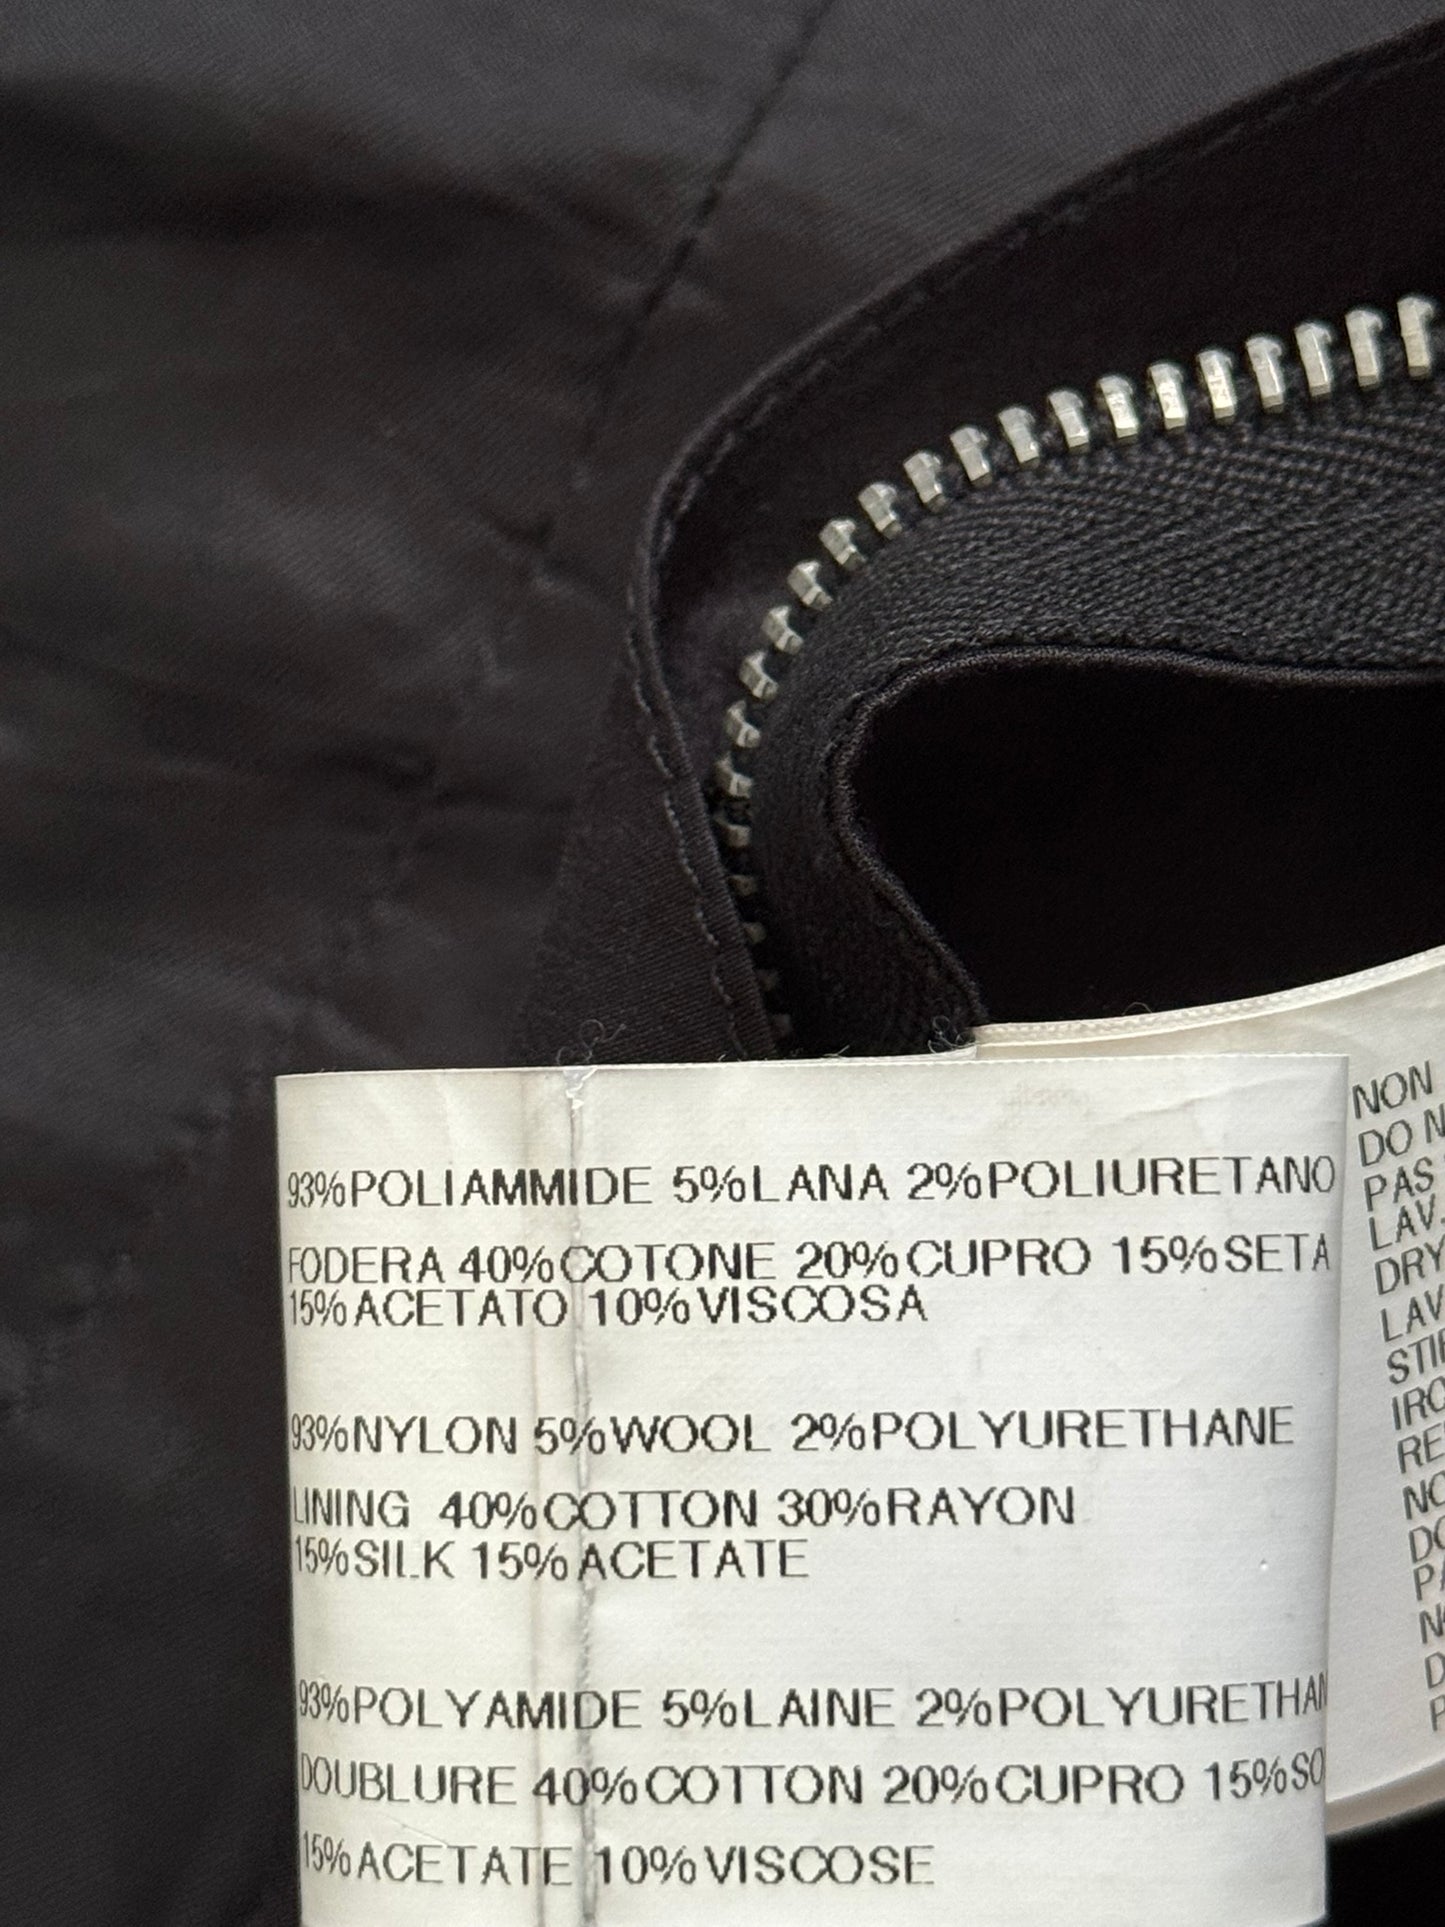 93%POLIAMMIDE 5%LANA 2%POLIURETANO
FODERA 40%COTONE 20%CUPRO 15%SETA
15%ACETATO 10%VISCOSA
93%NYLON 5%WOOL 2%POLYURETHANE
LINING 40%COTTON 30%RAYON
15%SILK 15%ACETATE
93%POLYAMIDE 5%LAINE 2%POLYURETHAN
DOUBLURE 40%COTTON 20%CUPRO 15%SO
15%ACETATE 10%VISCOSE
NON
DO N
PAS
LAV.
DRY
LAV
STI
IRO
RE
NO
DO
PA
N
D
P